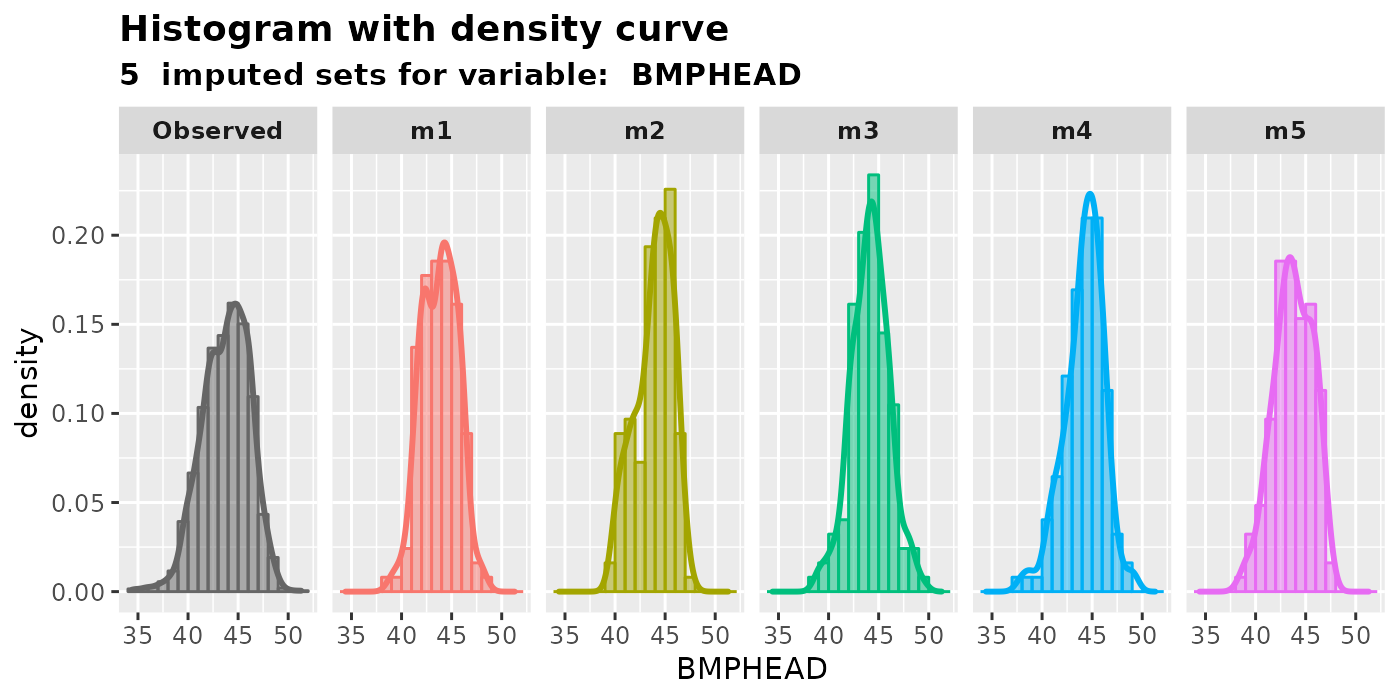 Histogram with density curve
5 imputed sets for variable: BMPHEAD
Observed m1 m2 m3 m4 m5
density
0.20
0.15
0.10
0.05
0.00
35 40 45 50 35 40 45 50 35 40 45 50 35 40 45 50 35 40 45 50 35 40 45 50
BMPHEAD